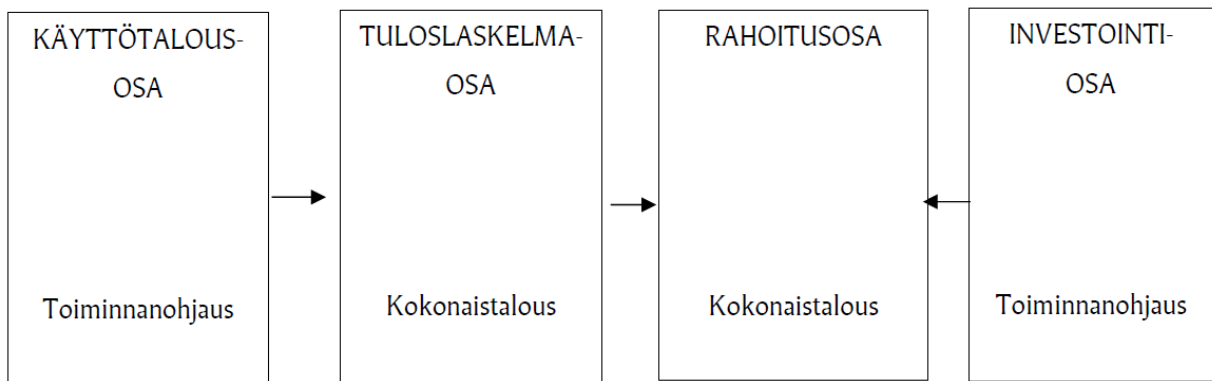 KÄYTTÖTALOUS-
OSA
Toiminnanohjaus
TULOSLASKELMA-
OSA
Kokonaistalous
RAHOITUSOSA
Kokonaistalous
INVESTOINTI-
OSA
Toiminnanohjaus